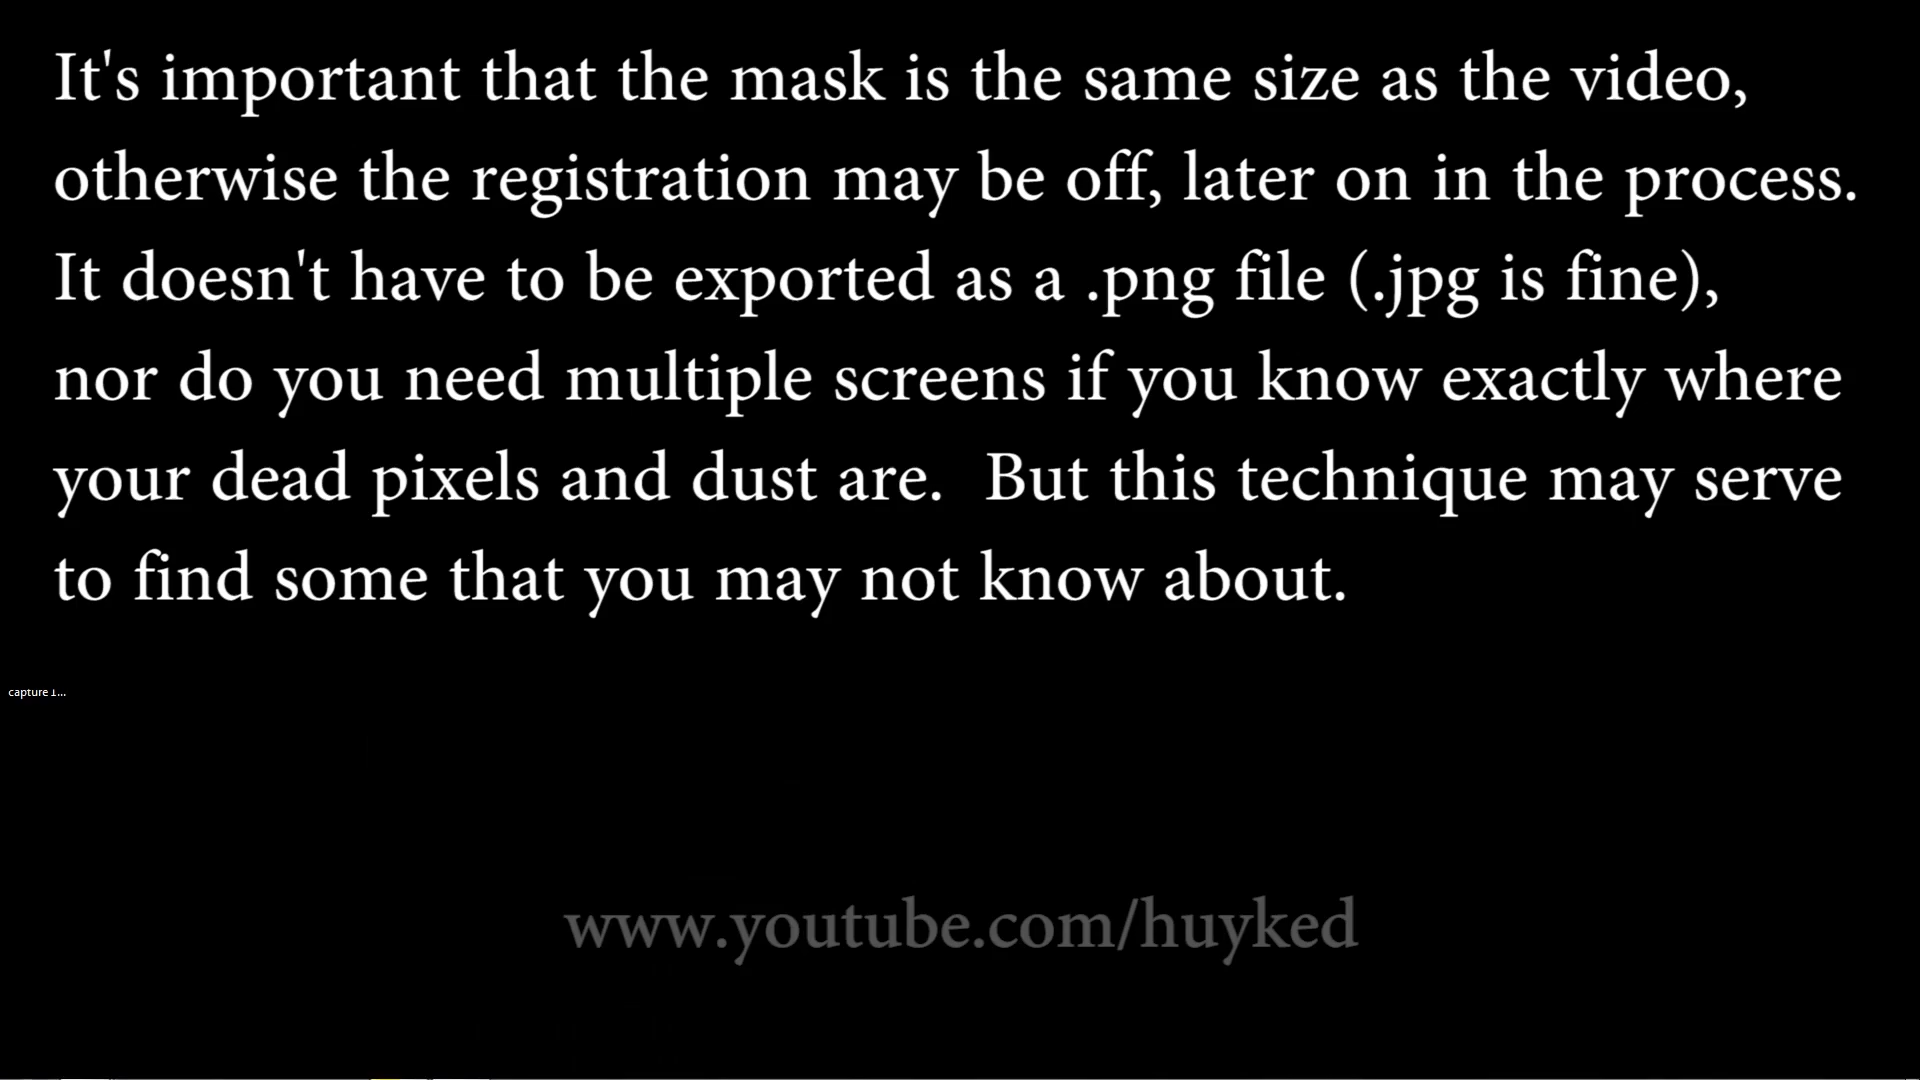 It's important that the mask is the same size as the video,
otherwise the registration may be off, later on in the process.
It doesn't have to be exported as a .png file (.jpg is fine),
nor do you need multiple screens if you know exactly where
your dead pixels and dust are.  But this technique may serve
to find some that you may not know about.
capture 1...
www.youtube.com/huyked